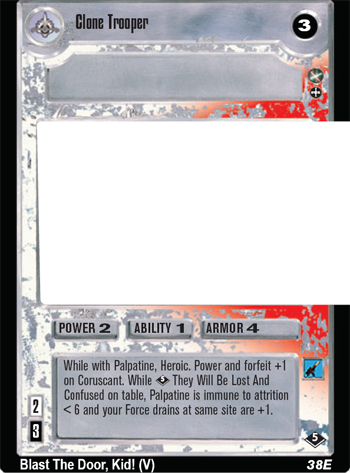 Clone Trooper
3
POWER 2 ABILITY 1 ARMOR 4
While with Palpatine, Heroic. Power and forfeit +1
on Coruscant. While 5 They Will Be Lost And
Confused on table, Palpatine is immune to attrition
< 6 and your Force drains at same site are +1.
2
3
5
Blast The Door, Kid! (V) 38E